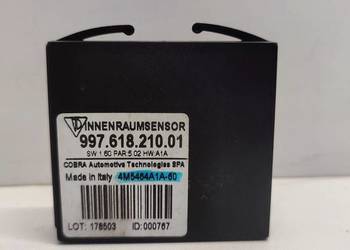 INNENRAUMSENSOR
997.618.210.01
SW 1.60 PAR 5.02 HW:A1A
COBRA Automotive Technologies SPA
Made in Italy 4M5464A1A-60
LOT: 178503 ID:000767